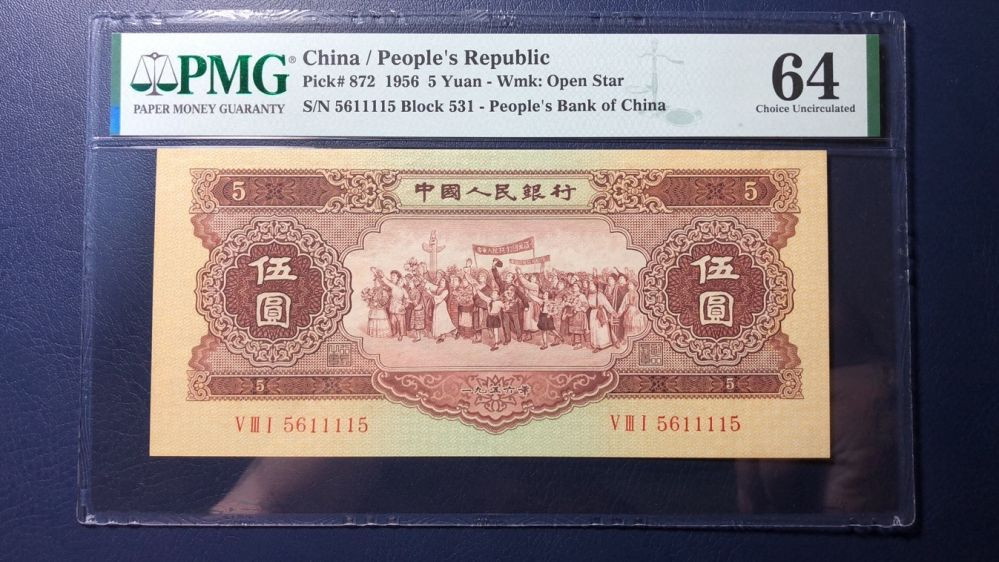 PMG®
PAPER MONEY GUARANTY
China / People's Republic
Pick# 872 1956 5 Yuan - Wmk: Open Star
S/N 5611115 Block 531 - People's Bank of China
64
Choice Uncirculated
5 中國人民銀行 5
伍圓 伍圓
5 一九五六年 5
V III I 5611115 V III I 5611115